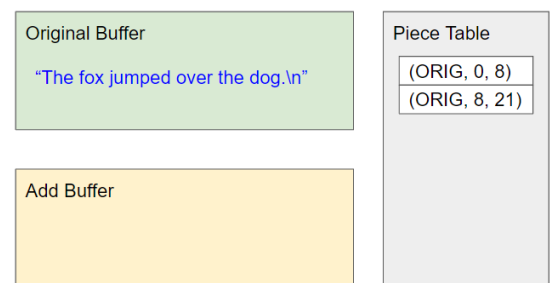 Original Buffer
“The fox jumped over the dog.\n”
Add Buffer
Piece Table
(ORIG, 0, 8)
(ORIG, 8, 21)